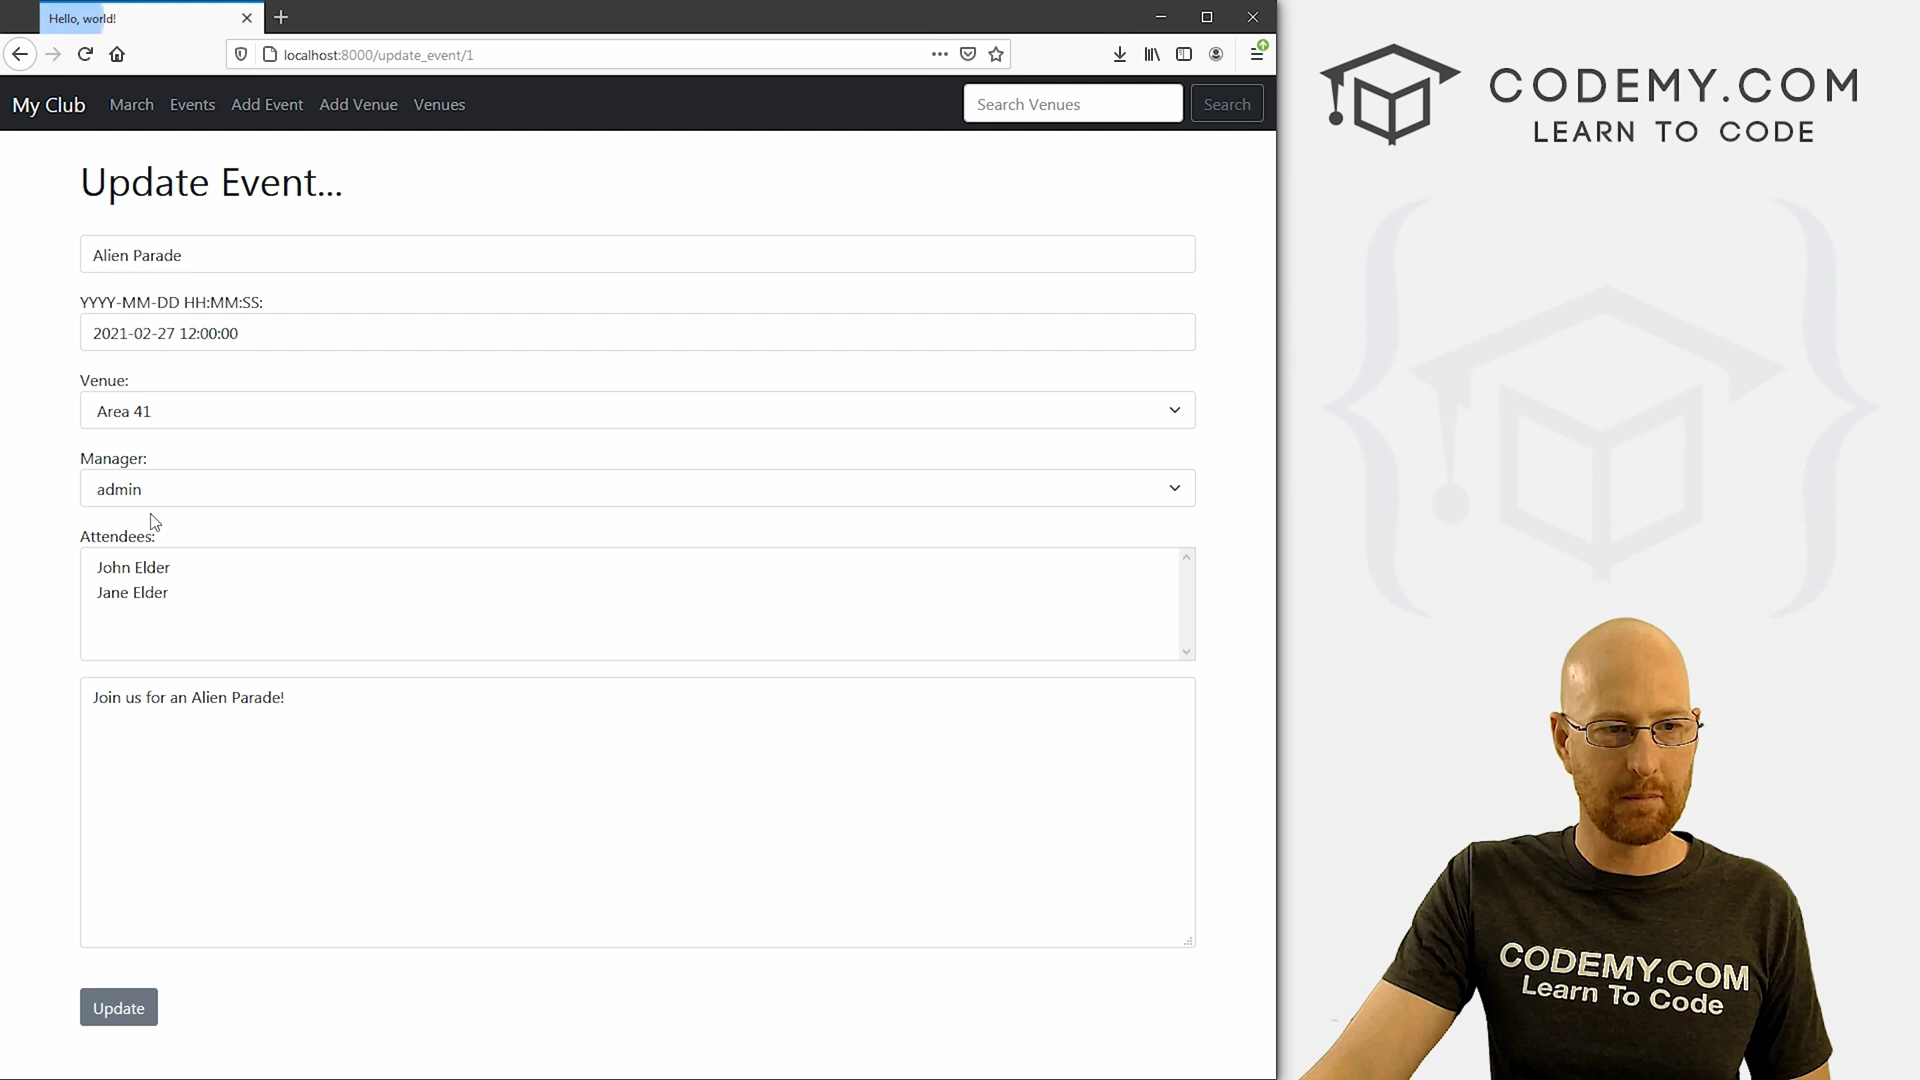 Hello, world!
localhost:8000/update_event/1
My Club March Events Add Event Add Venue Venues Search Venues Search
Update Event...
Alien Parade
YYYY-MM-DD HH:MM:SS:
2021-02-27 12:00:00
Venue:
Area 41
Manager:
admin
Attendees:
John Elder
Jane Elder
Join us for an Alien Parade!
Update
CODEMY.COM
LEARN TO CODE
CODEMY.COM
Learn To Code